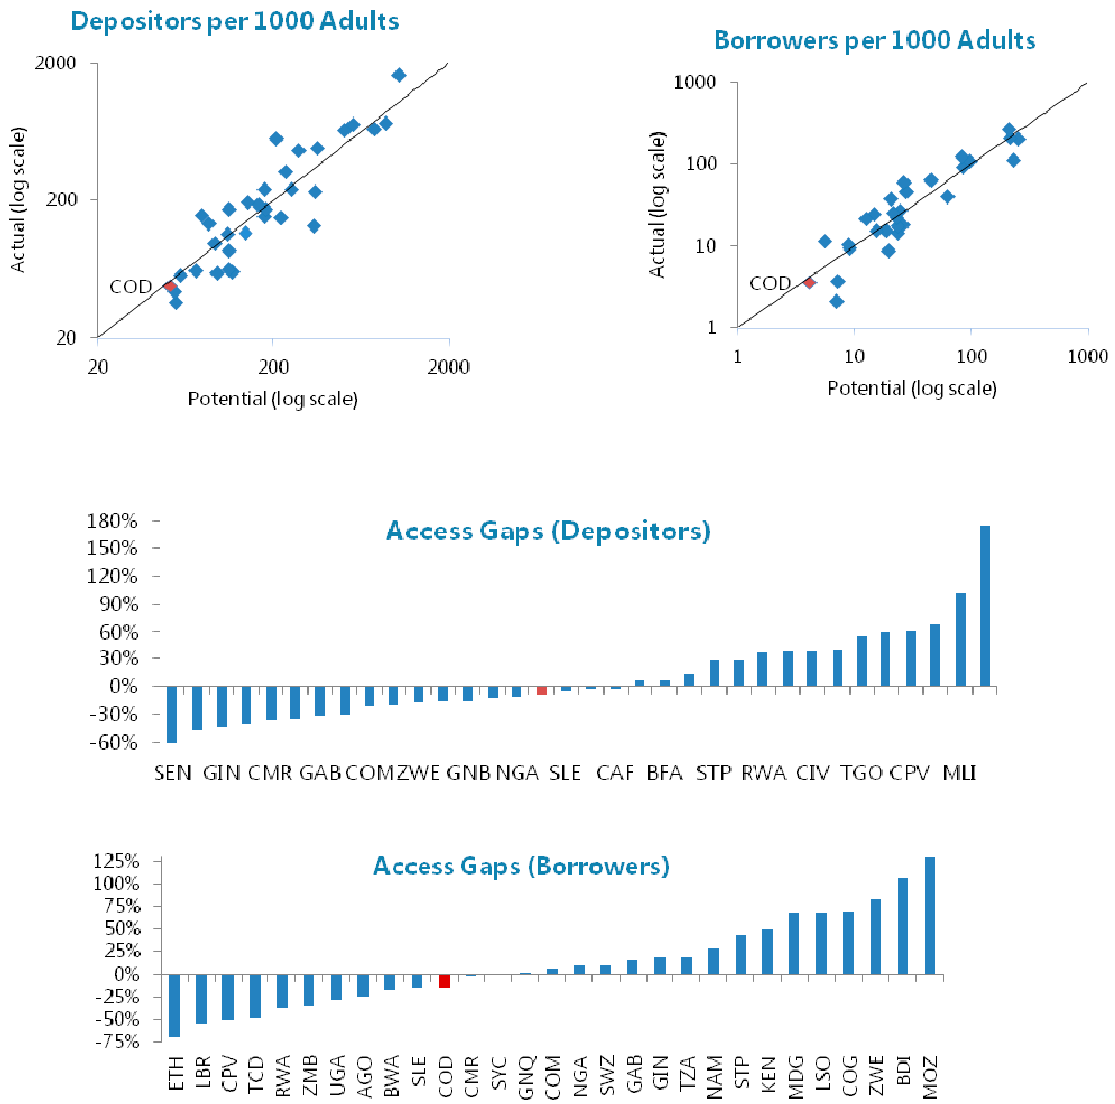 Depositors per 1000 Adults
2000
200
20
20
200
2000
Actual (log scale)
COD
Potential (log scale)
Borrowers per 1000 Adults
1000
100
10
1
1
10
100
1000
Actual (log scale)
COD
Potential (log scale)
Access Gaps (Depositors)
180%
150%
120%
90%
60%
30%
0%
-30%
-60%
SEN GIN CMR GAB COM ZWE GNB NGA SLE CAF BFA STP RWA CIV TGO CPV MLI
Access Gaps (Borrowers)
125%
100%
75%
50%
25%
0%
-25%
-50%
-75%
ETH LBR CPV TCD RWA ZMB UGA AGO BWA SLE COD CMR SYC GNQ COM NGA SWZ GAB GIN TZA NAM STP KEN MDG LSO COG ZWE BDI MOZ